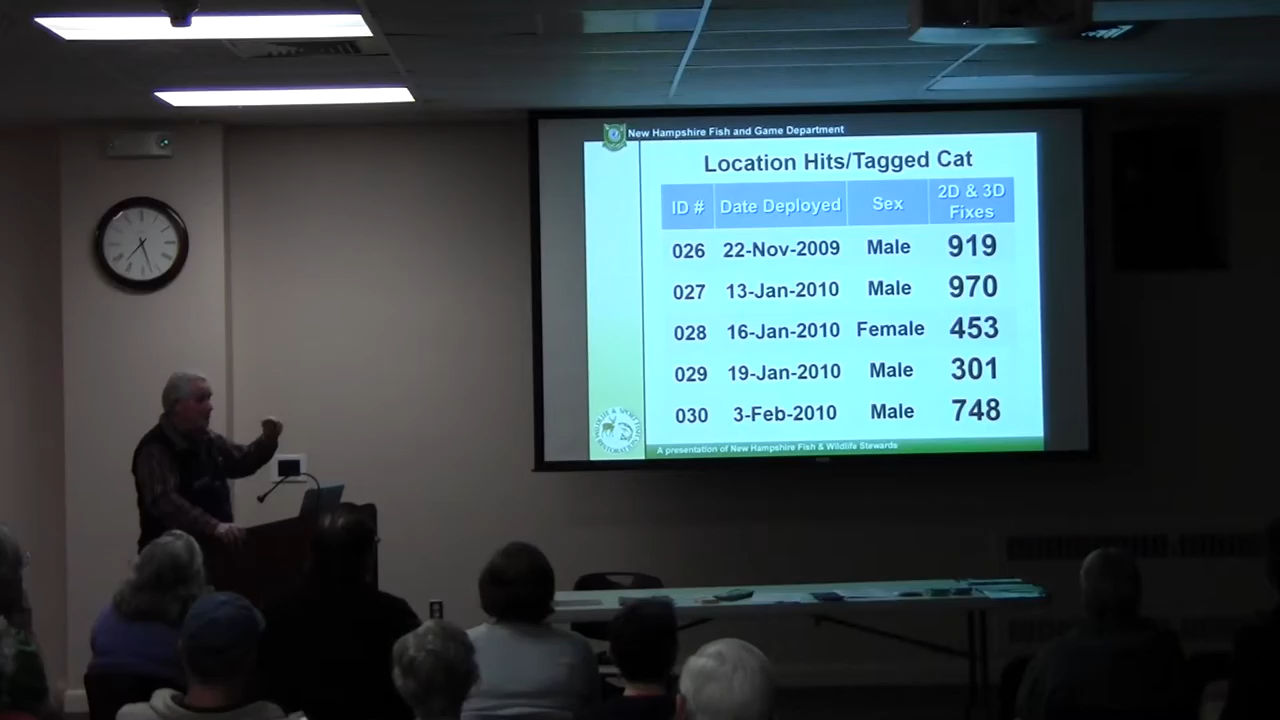 New Hampshire Fish and Game Department
Location Hits/Tagged Cat
ID # Date Deployed Sex 2D & 3D Fixes
026 22-Nov-2009 Male 919
027 13-Jan-2010 Male 970
028 16-Jan-2010 Female 453
029 19-Jan-2010 Male 301
030 3-Feb-2010 Male 748
A presentation of New Hampshire Fish & Wildlife Stewards